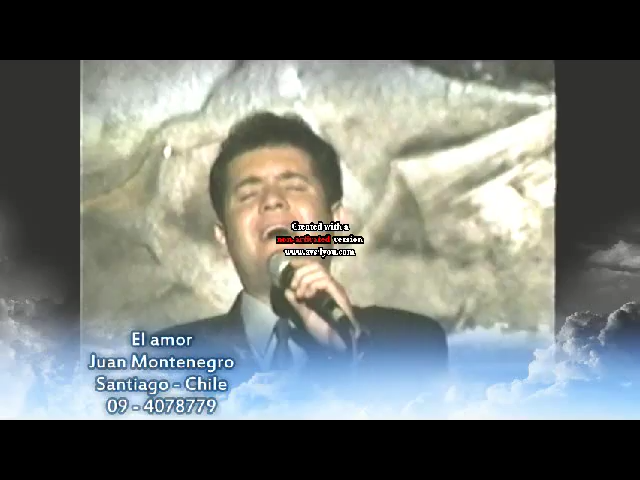 Created with a
non-activated version
www.avs4you.com
El amor
Juan Montenegro
Santiago - Chile
09 - 4078779